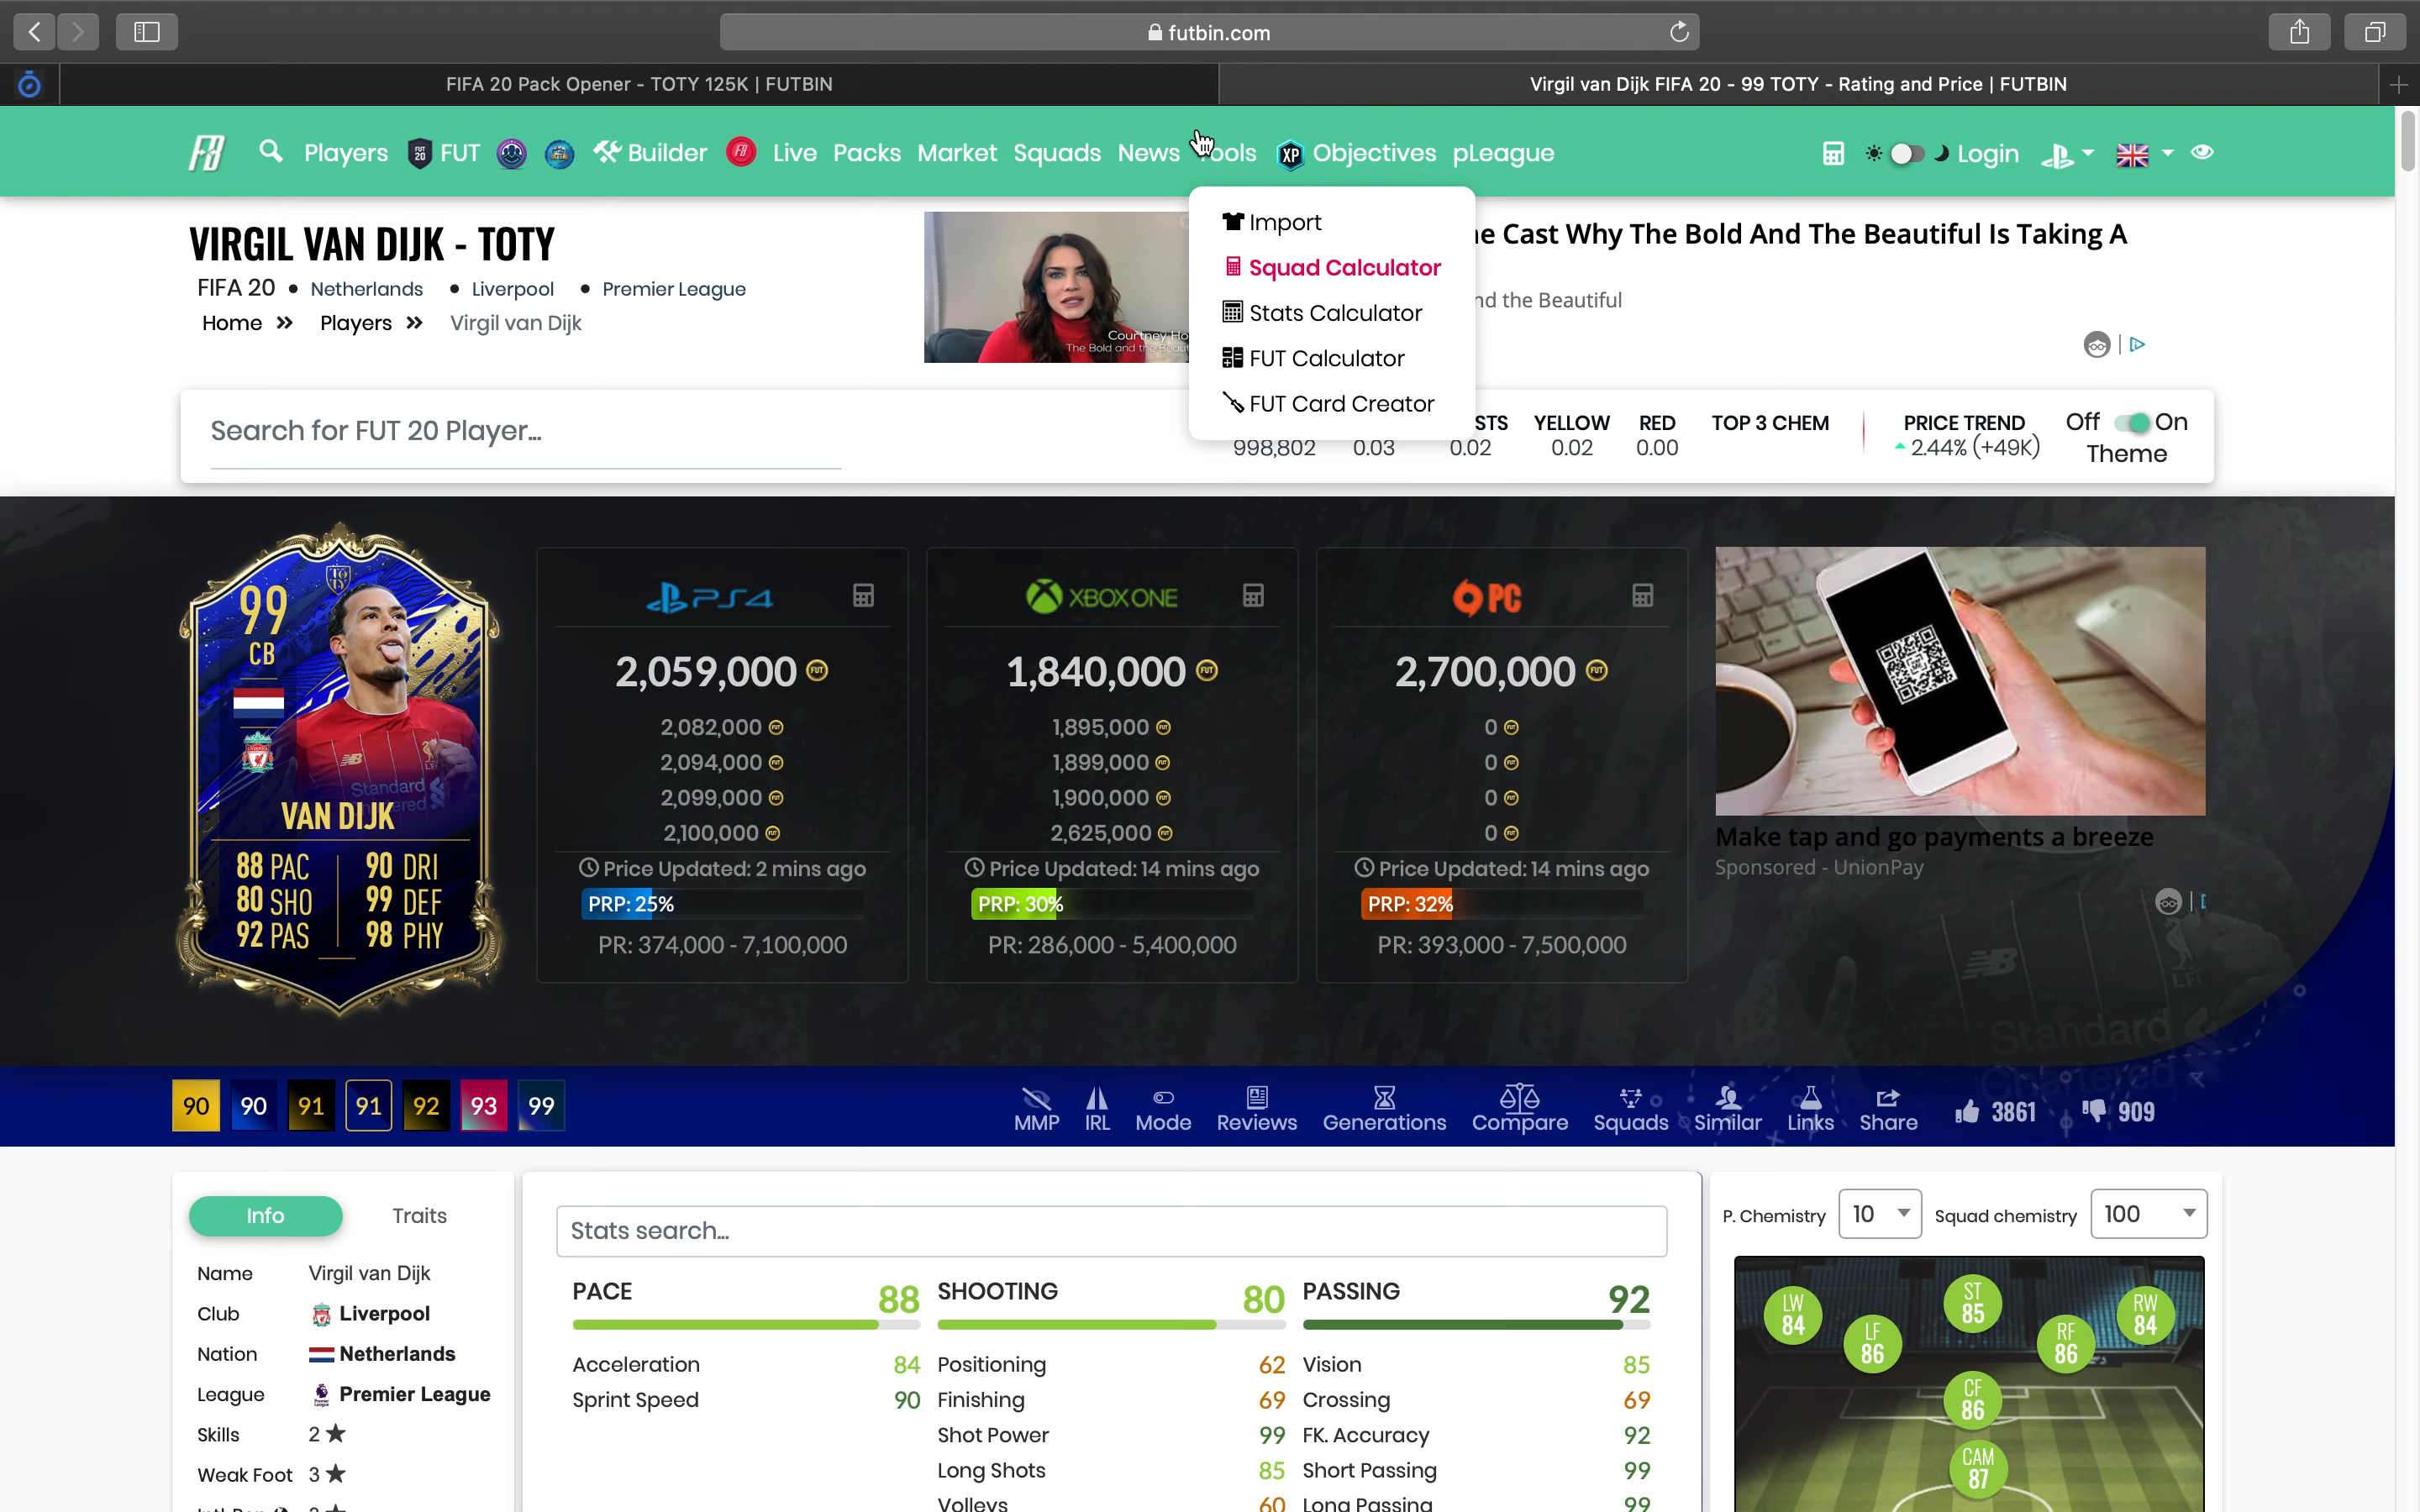 futbin.com
FIFA 20 Pack Opener - TOTY 125K | FUTBIN
Virgil van Dijk FIFA 20 - 99 TOTY - Rating and Price | FUTBIN
Players FUT Builder Live Packs Market Squads News Tools XP Objectives pLeague Login
VIRGIL VAN DIJK - TOTY
FIFA 20 • Netherlands • Liverpool • Premier League
Home » Players » Virgil van Dijk
Import
Squad Calculator
Stats Calculator
FUT Calculator
FUT Card Creator
Cast Why The Bold And The Beautiful Is Taking A
the Beautiful
Search for FUT 20 Player...
YELLOW RED TOP 3 CHEM PRICE TREND Off On
998,802 0.03 0.02 0.02 0.00 2.44% (+49K) Theme
99
CB
VAN DIJK
88 PAC 90 DRI
80 SHO 99 DEF
92 PAS 98 PHY
PS4
2,059,000
2,082,000
2,094,000
2,099,000
2,100,000
Price Updated: 2 mins ago
PRP: 25%
PR: 374,000 - 7,100,000
XBOX ONE
1,840,000
1,895,000
1,899,000
1,900,000
2,625,000
Price Updated: 14 mins ago
PRP: 30%
PR: 286,000 - 5,400,000
PC
2,700,000
0
0
0
0
Price Updated: 14 mins ago
PRP: 32%
PR: 393,000 - 7,500,000
Make tap and go payments a breeze
Sponsored - UnionPay
90 90 91 91 92 93 99
MMP IRL Mode Reviews Generations Compare Squads Similar Links Share 3861 909
Info Traits
Name Virgil van Dijk
Club Liverpool
Nation Netherlands
League Premier League
Skills 2
Weak Foot 3
Stats search...
PACE 88
Acceleration 84
Sprint Speed 90
SHOOTING 80
Positioning 62
Finishing 69
Shot Power 99
Long Shots 85
Volleys 60
PASSING 92
Vision 85
Crossing 69
FK. Accuracy 92
Short Passing 99
Long Passing 99
P. Chemistry 10 Squad chemistry 100
LW 84
LF 86
ST 85
RF 86
RW 84
CF 86
CAM 87